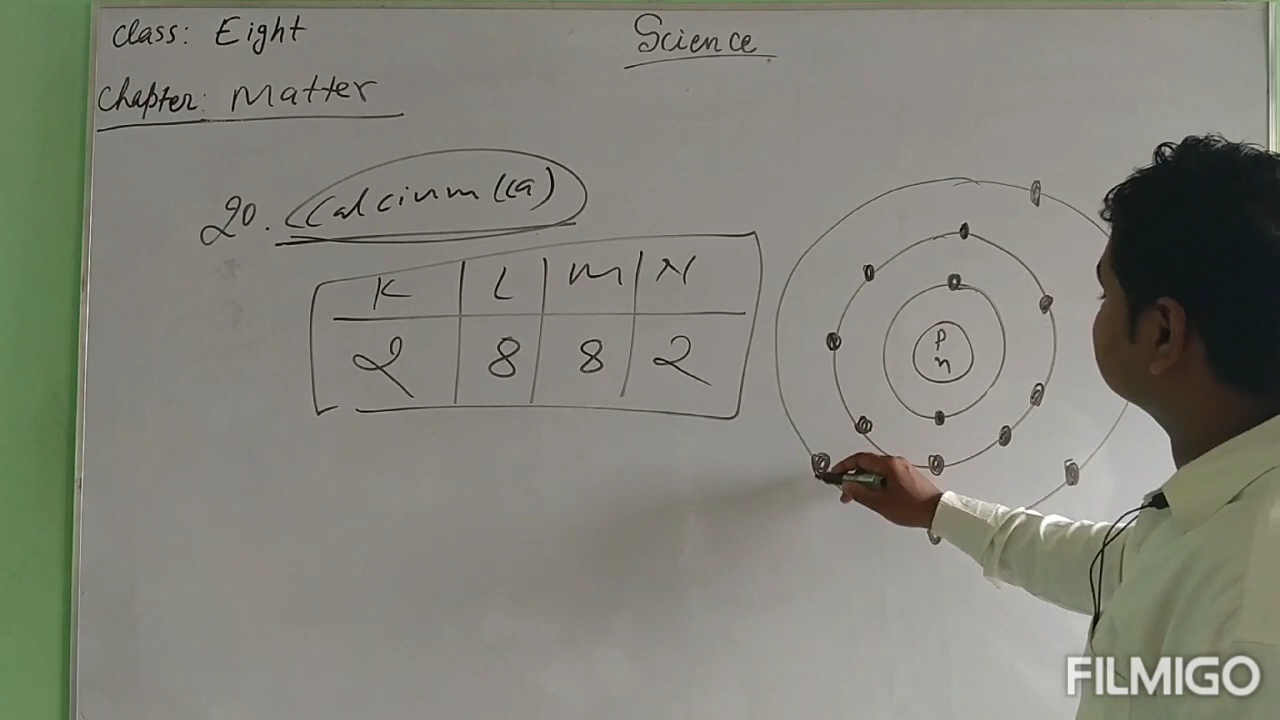 class: Eight
Science
chapter: Matter
20. Calcium (Ca)
K L M N
2 8 8 2
P
n
FILMIGO